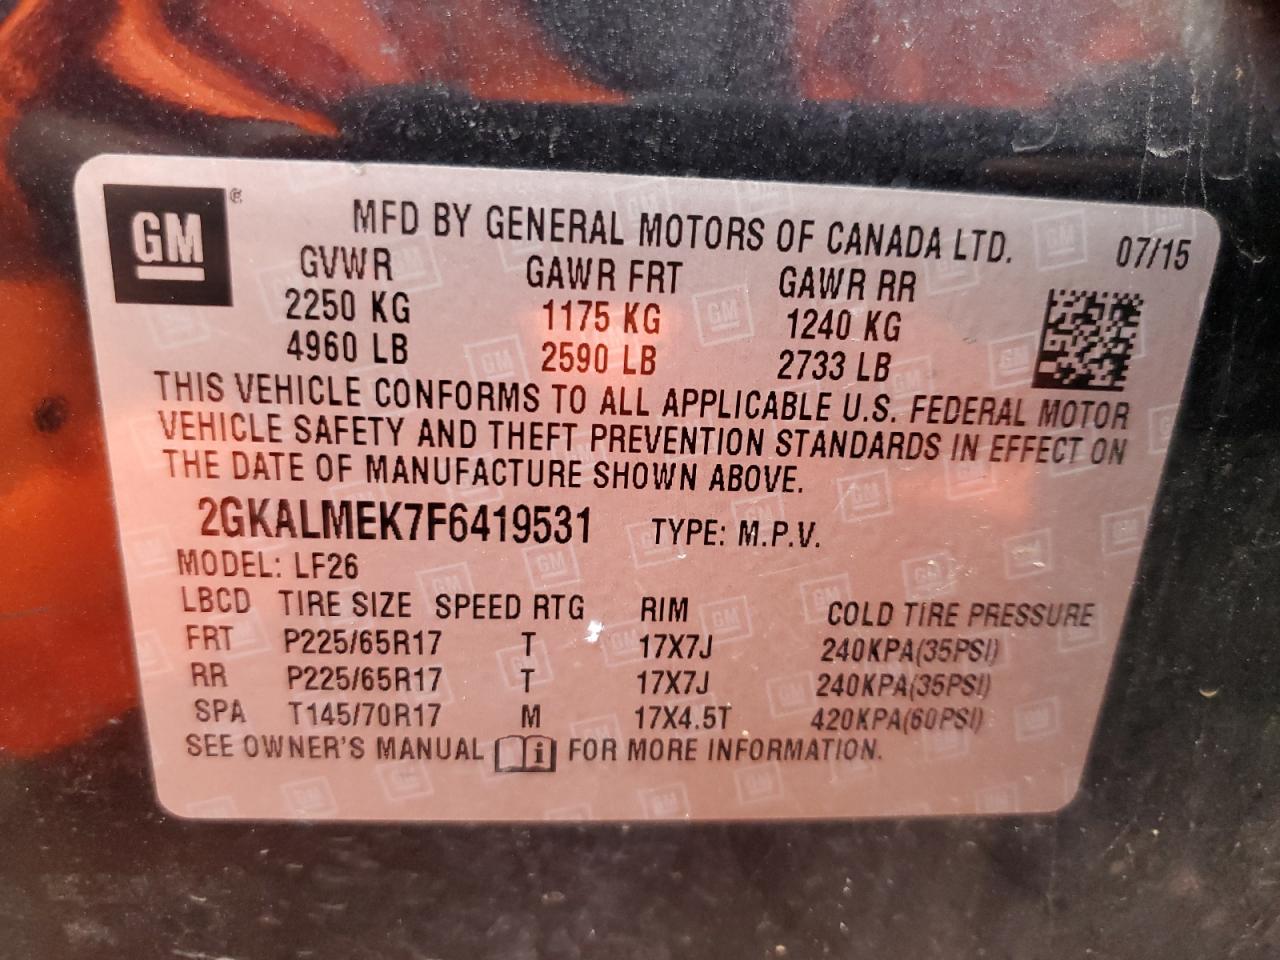 GM ®
MFD BY GENERAL MOTORS OF CANADA LTD. 07/15
GVWR GAWR FRT GAWR RR
2250 KG 1175 KG 1240 KG
4960 LB 2590 LB 2733 LB
THIS VEHICLE CONFORMS TO ALL APPLICABLE U.S. FEDERAL MOTOR
VEHICLE SAFETY AND THEFT PREVENTION STANDARDS IN EFFECT ON
THE DATE OF MANUFACTURE SHOWN ABOVE.
2GKALMEK7F6419531 TYPE: M.P.V.
MODEL: LF26
LBCD TIRE SIZE SPEED RTG RIM COLD TIRE PRESSURE
FRT P225/65R17 T 17X7J 240KPA(35PSI)
RR P225/65R17 T 17X7J 240KPA(35PSI)
SPA T145/70R17 M 17X4.5T 420KPA(60PSI)
SEE OWNER'S MANUAL i FOR MORE INFORMATION.